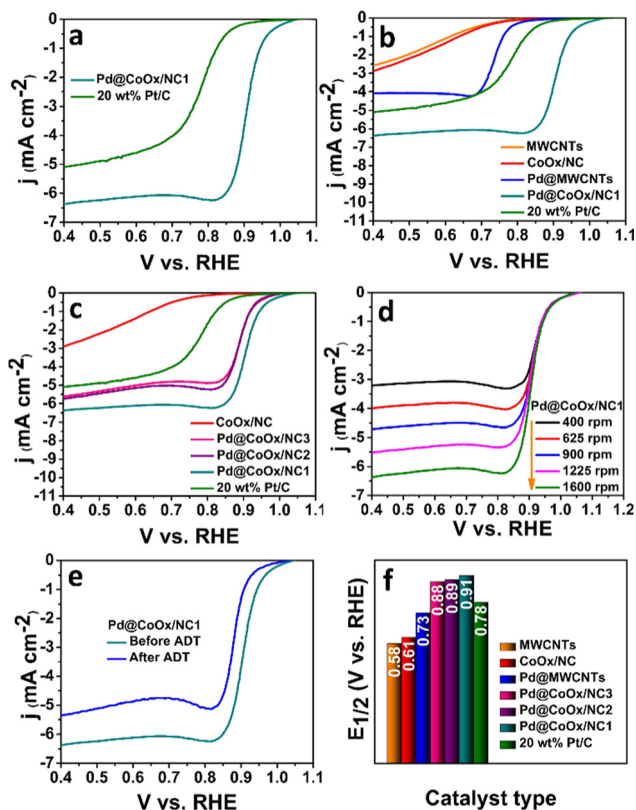 a
Pd@CoOx/NC1
20 wt% Pt/C
0
-1
-2
-3
-4
-5
-6
-7
j (mA cm-2)
0.4 0.5 0.6 0.7 0.8 0.9 1.0 1.1
V vs. RHE
b
MWCNTs
CoOx/NC
Pd@MWCNTs
Pd@CoOx/NC1
20 wt% Pt/C
0
-1
-2
-3
-4
-5
-6
-7
-8
-9
-10
-11
j (mA cm-2)
0.4 0.5 0.6 0.7 0.8 0.9 1.0 1.1
V vs. RHE
c
CoOx/NC
Pd@CoOx/NC3
Pd@CoOx/NC2
Pd@CoOx/NC1
20 wt% Pt/C
0
-1
-2
-3
-4
-5
-6
-7
-8
-9
-10
-11
j (mA cm-2)
0.4 0.5 0.6 0.7 0.8 0.9 1.0 1.1
V vs. RHE
d
Pd@CoOx/NC1
400 rpm
625 rpm
900 rpm
1225 rpm
1600 rpm
0
-1
-2
-3
-4
-5
-6
-7
j (mA cm-2)
0.4 0.5 0.6 0.7 0.8 0.9 1.0 1.1 1.2
V vs. RHE
e
Pd@CoOx/NC1
Before ADT
After ADT
0
-1
-2
-3
-4
-5
-6
-7
j (mA cm-2)
0.4 0.5 0.6 0.7 0.8 0.9 1.0 1.1
V vs. RHE
f
E1/2 (V vs. RHE)
0.58
0.61
0.73
0.88
0.89
0.91
0.78
MWCNTs
CoOx/NC
Pd@MWCNTs
Pd@CoOx/NC3
Pd@CoOx/NC2
Pd@CoOx/NC1
20 wt% Pt/C
Catalyst type